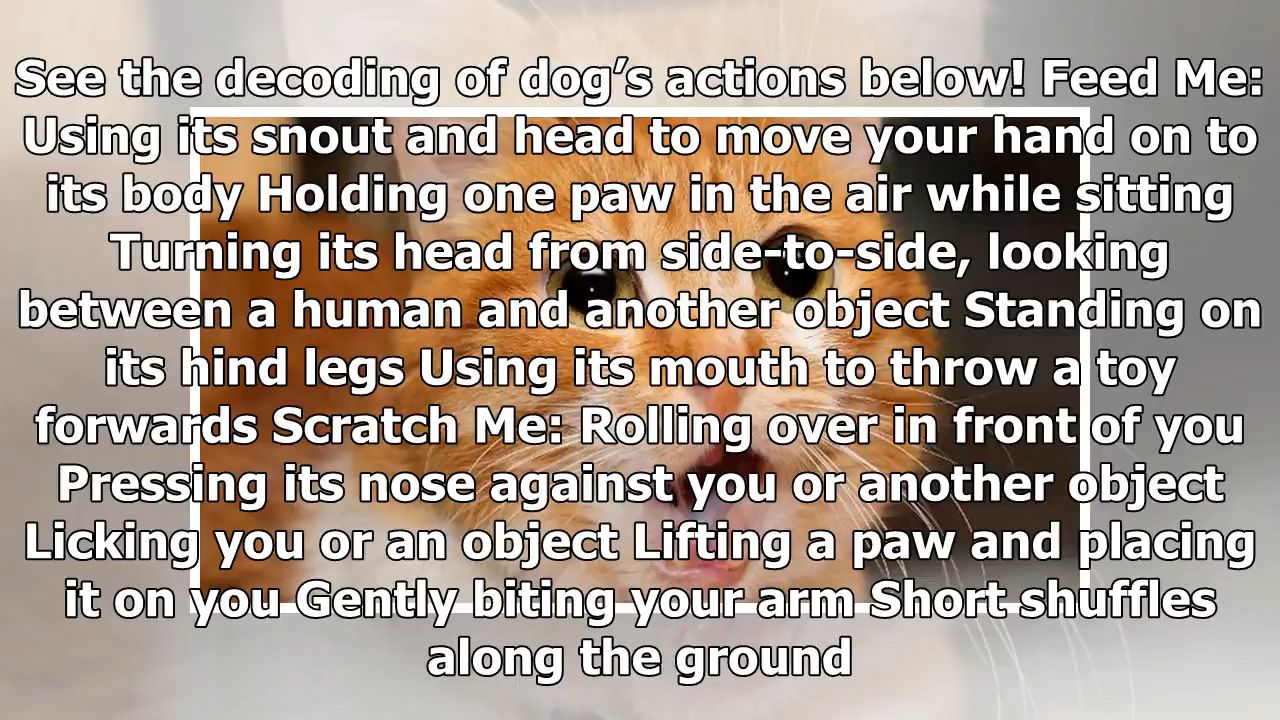 See the decoding of dog’s actions below! Feed Me:
Using its snout and head to move your hand on to
its body Holding one paw in the air while sitting
Turning its head from side-to-side, looking
between a human and another object Standing on
its hind legs Using its mouth to throw a toy
forwards Scratch Me: Rolling over in front of you
Pressing its nose against you or another object
Licking you or an object Lifting a paw and placing
it on you Gently biting your arm Short shuffles
along the ground